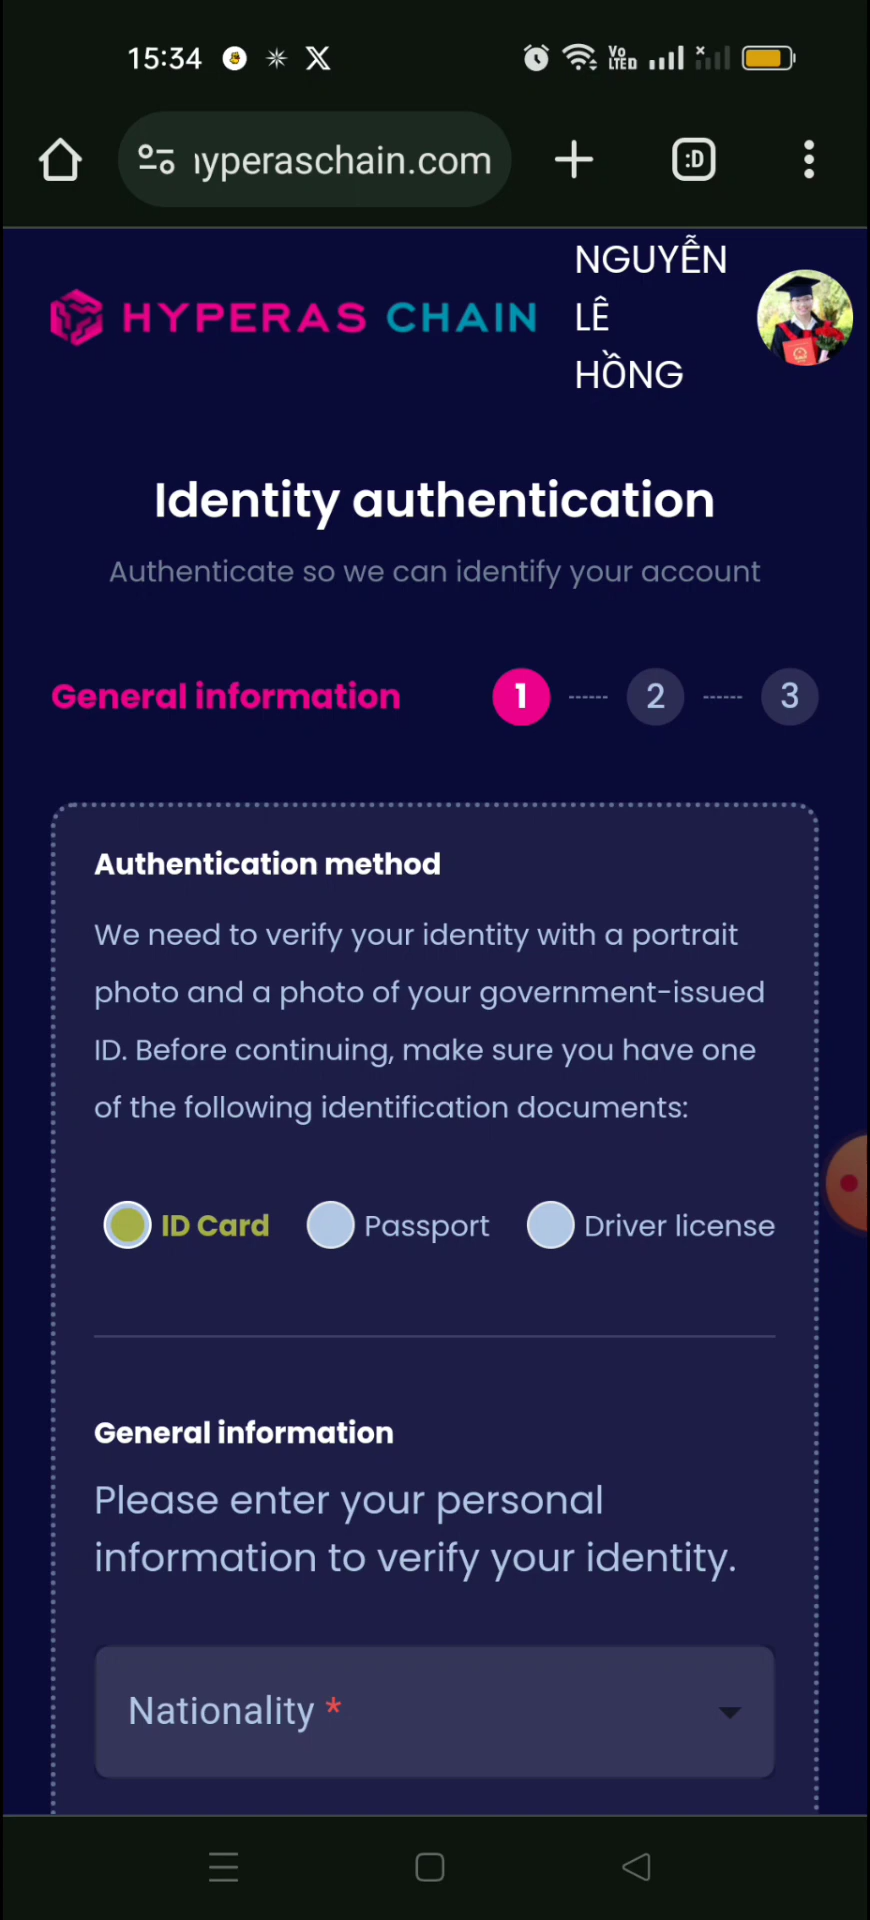 15:34
Vo
LTED
:D
yperaschain.com
HYPERAS CHAIN
NGUYỄN
LÊ
HỒNG
Identity authentication
Authenticate so we can identify your account
General information 1 ------ 2 ------ 3
Authentication method
We need to verify your identity with a portrait
photo and a photo of your government-issued
ID. Before continuing, make sure you have one
of the following identification documents:
ID Card Passport Driver license
General information
Please enter your personal
information to verify your identity.
Nationality *